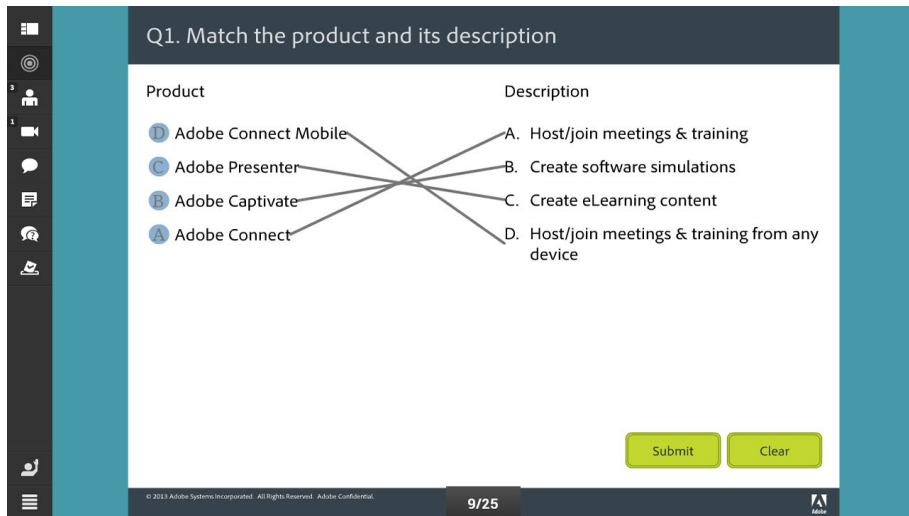 Q1. Match the product and its description
Product
Description
D Adobe Connect Mobile
A. Host/join meetings & training
C Adobe Presenter
B. Create software simulations
B Adobe Captivate
C. Create eLearning content
A Adobe Connect
D. Host/join meetings & training from any
device
3
1
Submit
Clear
© 2013 Adobe Systems Incorporated. All Rights Reserved. Adobe Confidential.
9/25
Adobe